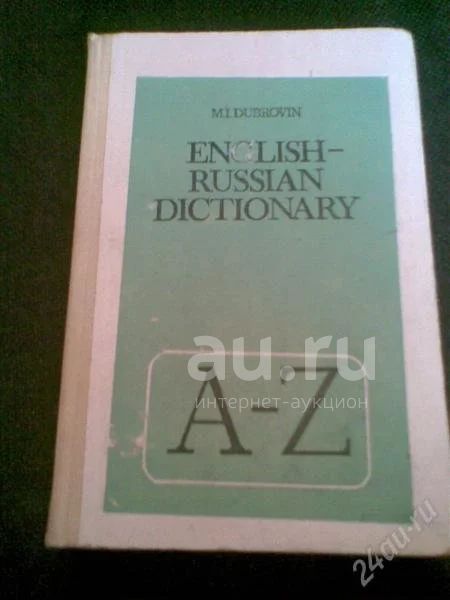 M.I.DUBROVIN
ENGLISH-
RUSSIAN
DICTIONARY
au.ru
интернет-аукцион
A-Z
24au.ru